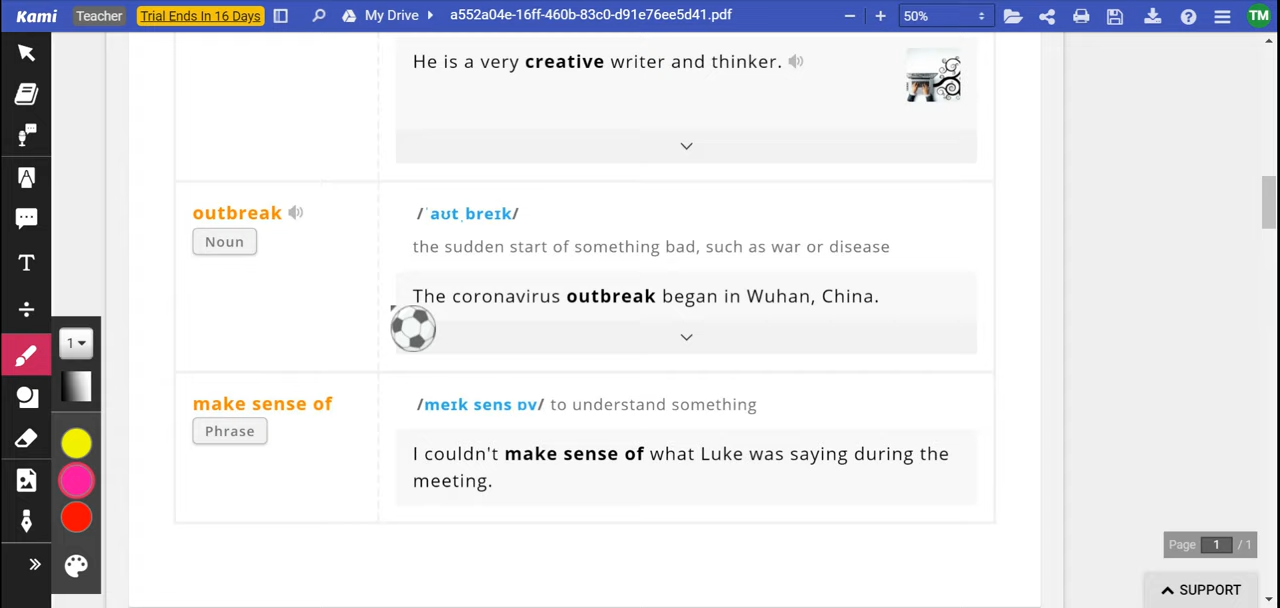 Kami Teacher Trial Ends In 16 Days My Drive a552a04e-16ff-460b-83c0-d91e76ee5d41.pdf 50% TM
He is a very creative writer and thinker.
outbreak /ˈaʊtˌbreɪk/
Noun
the sudden start of something bad, such as war or disease
The coronavirus outbreak began in Wuhan, China.
1
make sense of /meɪk sens ɒv/ to understand something
Phrase
I couldn't make sense of what Luke was saying during the
meeting.
Page 1 / 1
SUPPORT